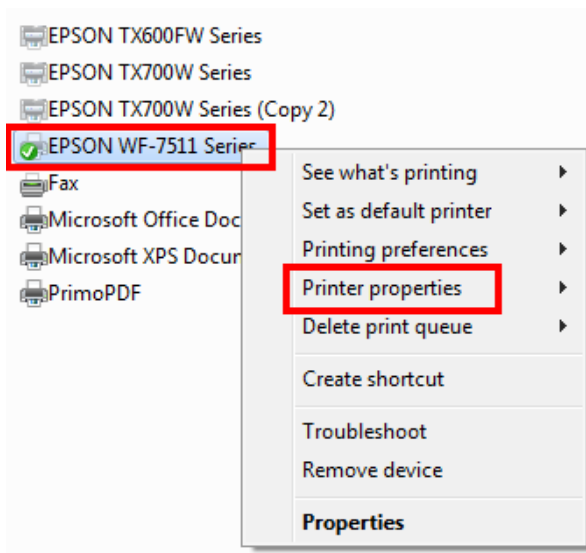 EPSON TX600FW Series
EPSON TX700W Series
EPSON TX700W Series (Copy 2)
EPSON WF-7511 Series
Fax
Microsoft Office Doc
Microsoft XPS Docur
PrimoPDF
See what's printing
Set as default printer
Printing preferences
Printer properties
Delete print queue
Create shortcut
Troubleshoot
Remove device
Properties